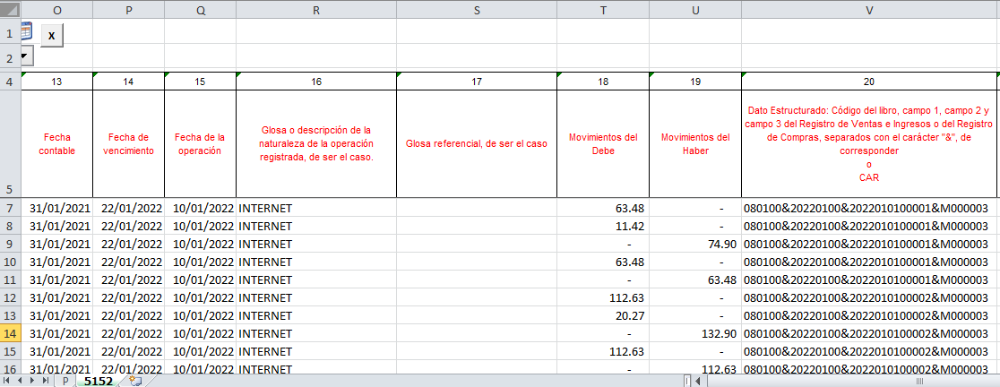 O P Q R S T U V
1 x
2
4 13 14 15 16 17 18 19 20
Dato Estructurado: Código del libro, campo 1, campo 2 y
Glosa o descripción de la campo 3 del Registro de Ventas e Ingresos o del Registro
Fecha Fecha de Fecha de la naturaleza de la operación Glosa referencial, de ser el caso Movimientos del Movimientos del de Compras, separados con el carácter "&", de
contable vencimiento operación registrada, de ser el caso. Debe Haber corresponder
o
5 CAR
7 31/01/2021 22/01/2022 10/01/2022 INTERNET 63.48 - 080100&20220100&2022010100001&M000003
8 31/01/2021 22/01/2022 10/01/2022 INTERNET 11.42 - 080100&20220100&2022010100001&M000003
9 31/01/2021 22/01/2022 10/01/2022 INTERNET - 74.90 080100&20220100&2022010100001&M000003
10 31/01/2021 22/01/2022 10/01/2022 INTERNET 63.48 - 080100&20220100&2022010100001&M000003
11 31/01/2021 22/01/2022 10/01/2022 INTERNET - 63.48 080100&20220100&2022010100001&M000003
12 31/01/2021 22/01/2022 10/01/2022 INTERNET 112.63 - 080100&20220100&2022010100002&M000003
13 31/01/2021 22/01/2022 10/01/2022 INTERNET 20.27 - 080100&20220100&2022010100002&M000003
14 31/01/2021 22/01/2022 10/01/2022 INTERNET - 132.90 080100&20220100&2022010100002&M000003
15 31/01/2021 22/01/2022 10/01/2022 INTERNET 112.63 - 080100&20220100&2022010100002&M000003
16 31/01/2021 22/01/2022 10/01/2022 INTERNET - 112.63 080100&20220100&2022010100002&M000003
P 5152